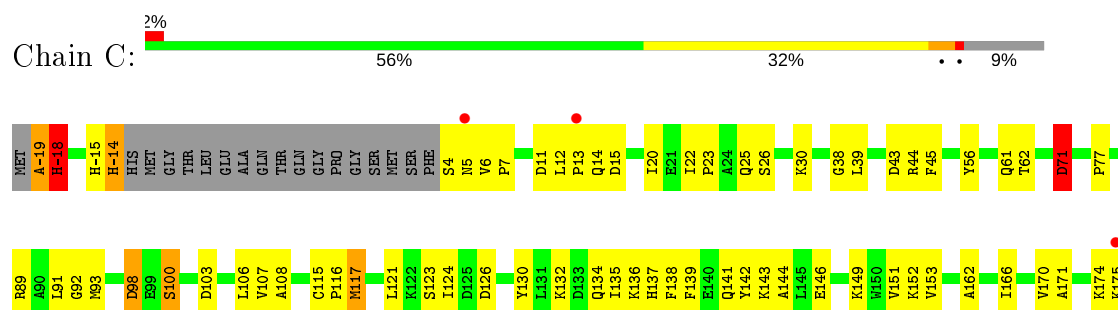 2%
Chain C:
56% 32% • • 9%
MET A-19 H-18 H-15 H-14 HIS MET GLY THR LEU GLU ALA GLN THR GLN GLY PRO GLY SER MET SER PHE S4 N5 V6 P7 D11 L12 P13 Q14 D15 I20 E21 I22 P23 A24 Q25 S26 K30 G38 L39 D43 R44 F45 Y56 Q61 T62 D71 P77
R89 A90 L91 G92 M93 D98 E99 S100 D103 L106 V107 A108 C115 P116 M117 L121 K122 S123 I124 D125 D126 Y130 L131 K132 D133 Q134 I135 K136 H137 F138 F139 E140 Q141 Y142 K143 A144 L145 E146 K149 W150 V151 K152 V153 A162 I166 V170 A171 K174 K175